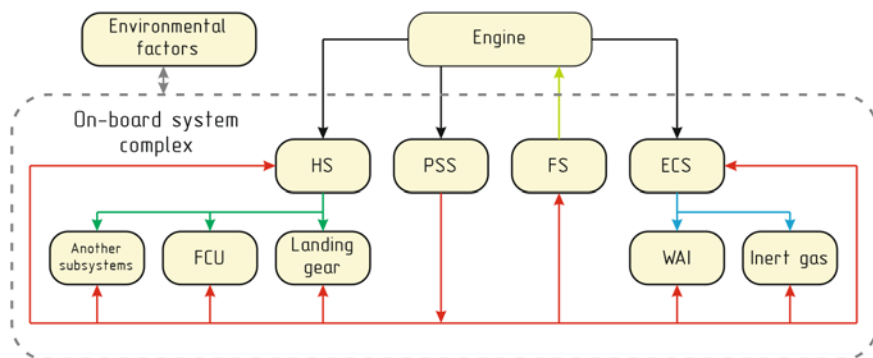 Environmental
factors
Engine
On-board system
complex
HS
PSS
FS
ECS
Another
subsystems
FCU
Landing
gear
WAI
Inert gas